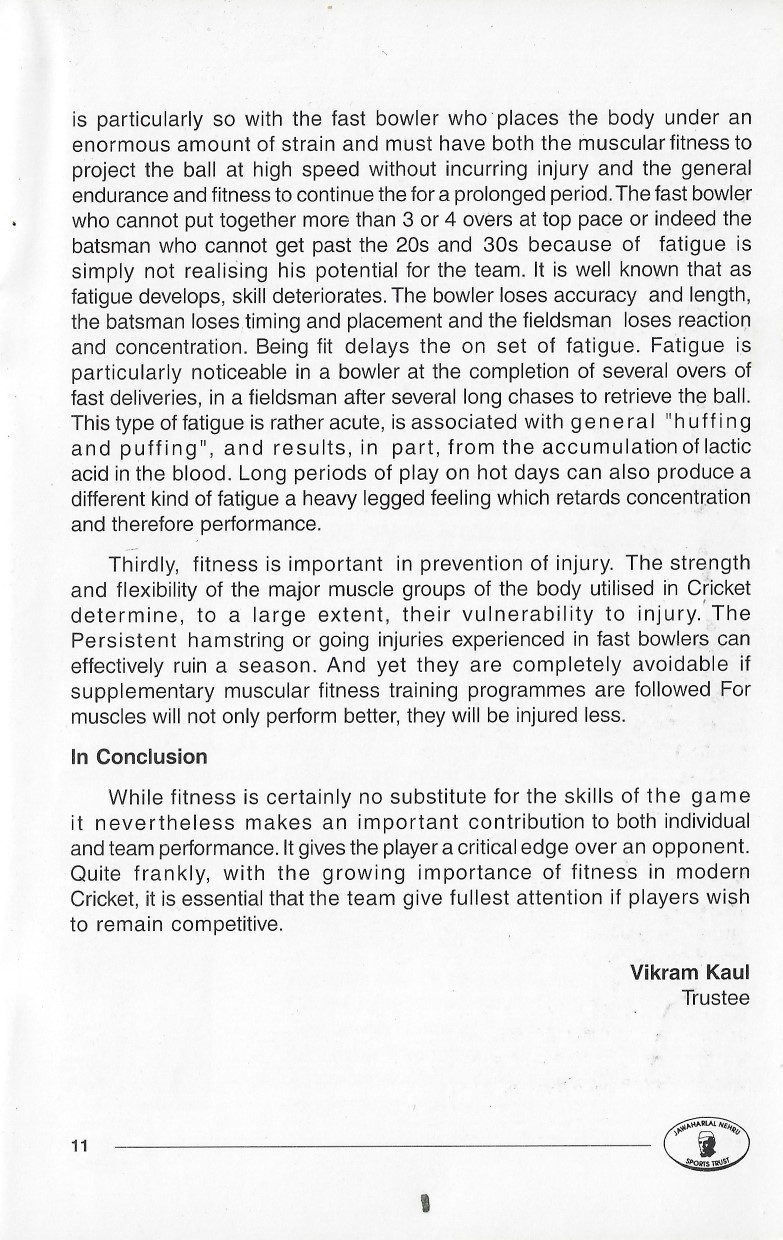 is particularly so with the fast bowler who places the body under an
enormous amount of strain and must have both the muscular fitness to
project the ball at high speed without incurring injury and the general
endurance and fitness to continue the for a prolonged period. The fast bowler
who cannot put together more than 3 or 4 overs at top pace or indeed the
batsman who cannot get past the 20s and 30s because of fatigue is
simply not realising his potential for the team. It is well known that as
fatigue develops, skill deteriorates. The bowler loses accuracy and length,
the batsman loses timing and placement and the fieldsman loses reaction
and concentration. Being fit delays the on set of fatigue. Fatigue is
particularly noticeable in a bowler at the completion of several overs of
fast deliveries, in a fieldsman after several long chases to retrieve the ball.
This type of fatigue is rather acute, is associated with general "huffing
and puffing", and results, in part, from the accumulation of lactic
acid in the blood. Long periods of play on hot days can also produce a
different kind of fatigue a heavy legged feeling which retards concentration
and therefore performance.
Thirdly, fitness is important in prevention of injury. The strength
and flexibility of the major muscle groups of the body utilised in Cricket
determine, to a large extent, their vulnerability to injury. The
Persistent hamstring or going injuries experienced in fast bowlers can
effectively ruin a season. And yet they are completely avoidable if
supplementary muscular fitness training programmes are followed For
muscles will not only perform better, they will be injured less.
In Conclusion
While fitness is certainly no substitute for the skills of the game
it nevertheless makes an important contribution to both individual
and team performance. It gives the player a critical edge over an opponent.
Quite frankly, with the growing importance of fitness in modern
Cricket, it is essential that the team give fullest attention if players wish
to remain competitive.
Vikram Kaul
Trustee
11
JAWAHARLAL NEHRU
SPORTS TRUST